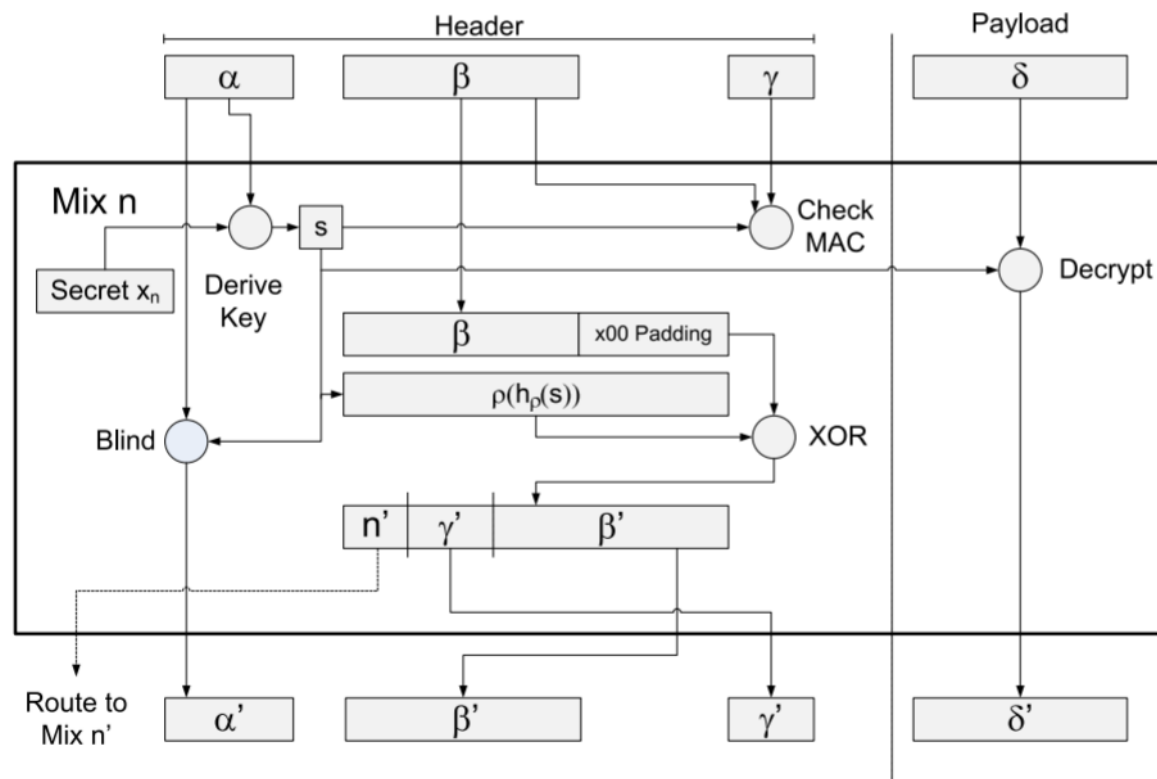 Header
Payload
α
β
γ
δ
Mix n
s
Check
MAC
Secret xₙ
Derive
Key
Decrypt
β
x00 Padding
ρ(hᵨ(s))
Blind
XOR
n’
γ’
β’
Route to
Mix n’
α’
β’
γ’
δ’